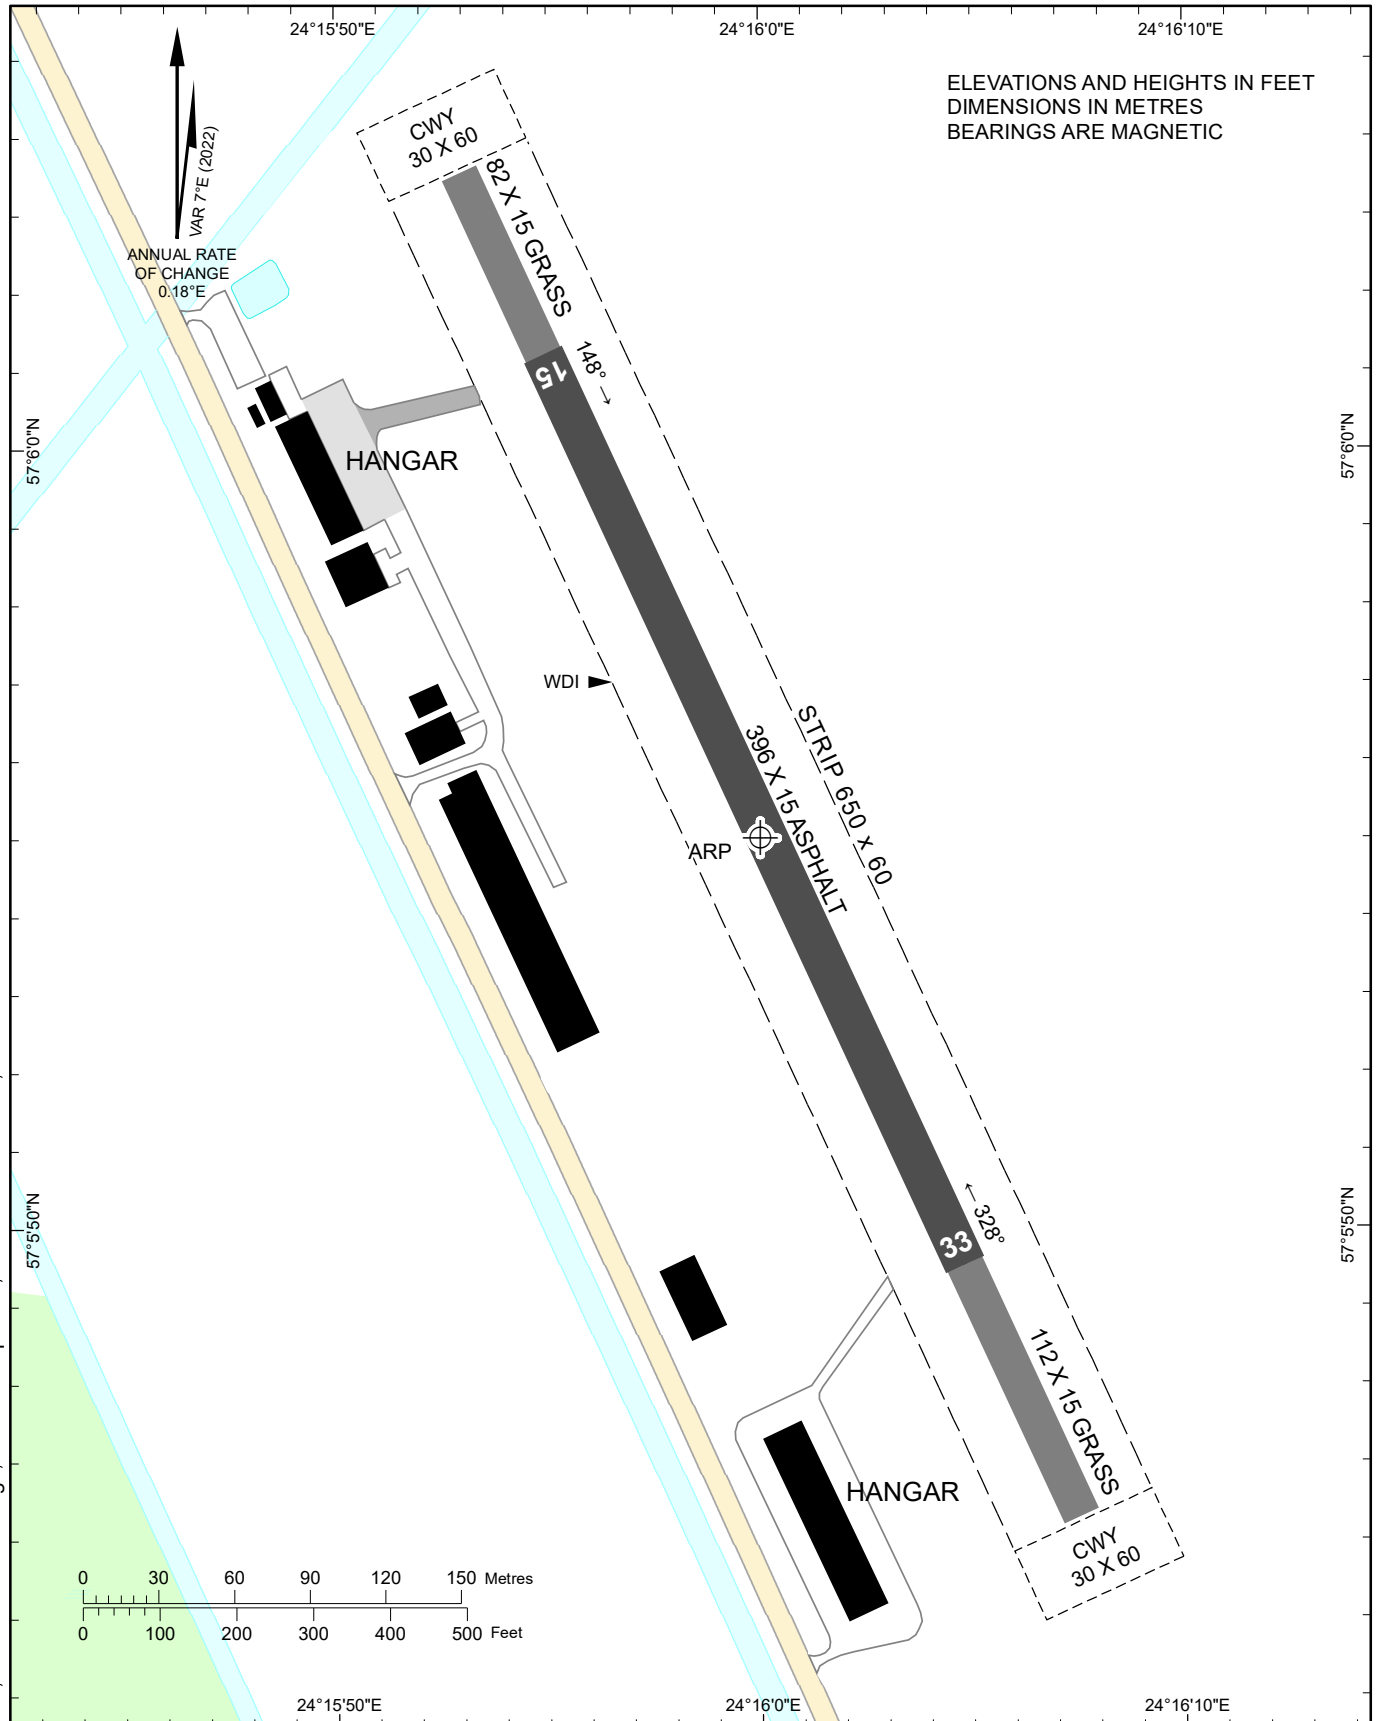 24°15'50"E
24°16'0"E
24°16'10"E
ELEVATIONS AND HEIGHTS IN FEET
DIMENSIONS IN METRES
BEARINGS ARE MAGNETIC
VAR 7°E (2022)
ANNUAL RATE
OF CHANGE
0.18°E
CWY
30 X 60
82 X 15 GRASS
148°
15
57°6'0"N
57°6'0"N
HANGAR
WDI
STRIP 650 x 60
396 X 15 ASPHALT
ARP
57°5'50"N
57°5'50"N
328°
33
112 X 15 GRASS
HANGAR
CWY
30 X 60
0 30 60 90 120 150 Metres
0 100 200 300 400 500 Feet
24°15'50"E
24°16'0"E
24°16'10"E